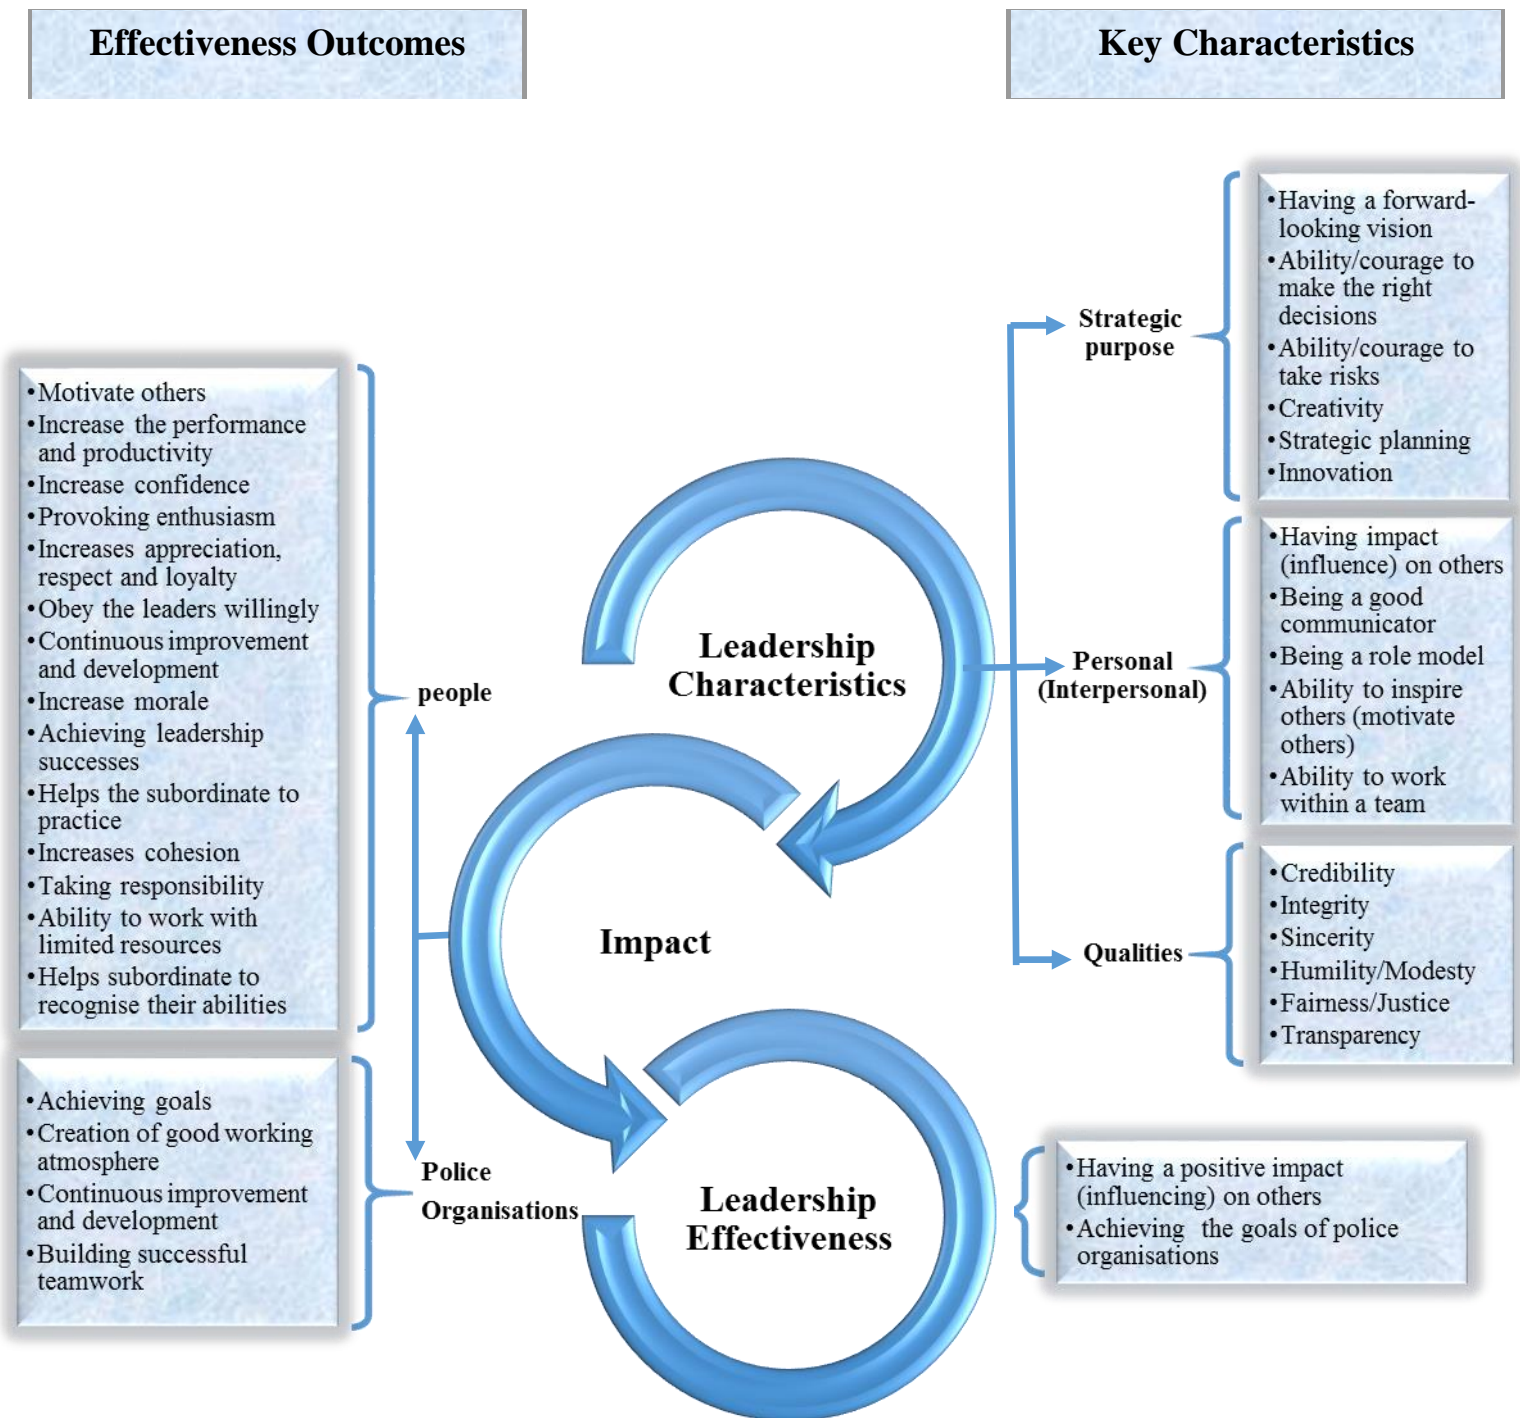 Effectiveness Outcomes
Key Characteristics
•Having a forward-
looking vision
•Ability/courage to
make the right
decisions
•Ability/courage to
take risks
•Creativity
•Strategic planning
•Innovation
Strategic
purpose
•Having impact
(influence) on others
•Being a good
communicator
•Being a role model
•Ability to inspire
others (motivate
others)
•Ability to work
within a team
Personal
(Interpersonal)
•Credibility
•Integrity
•Sincerity
•Humility/Modesty
•Fairness/Justice
•Transparency
Qualities
Leadership
Characteristics
•Motivate others
•Increase the performance
and productivity
•Increase confidence
•Provoking enthusiasm
•Increases appreciation,
respect and loyalty
•Obey the leaders willingly
•Continuous improvement
and development
•Increase morale
•Achieving leadership
successes
•Helps the subordinate to
practice
•Increases cohesion
•Taking responsibility
•Ability to work with
limited resources
•Helps subordinate to
recognise their abilities
people
Impact
•Achieving goals
•Creation of good working
atmosphere
•Continuous improvement
and development
•Building successful
teamwork
Police
Organisations
Leadership
Effectiveness
•Having a positive impact
(influencing) on others
•Achieving the goals of police
organisations